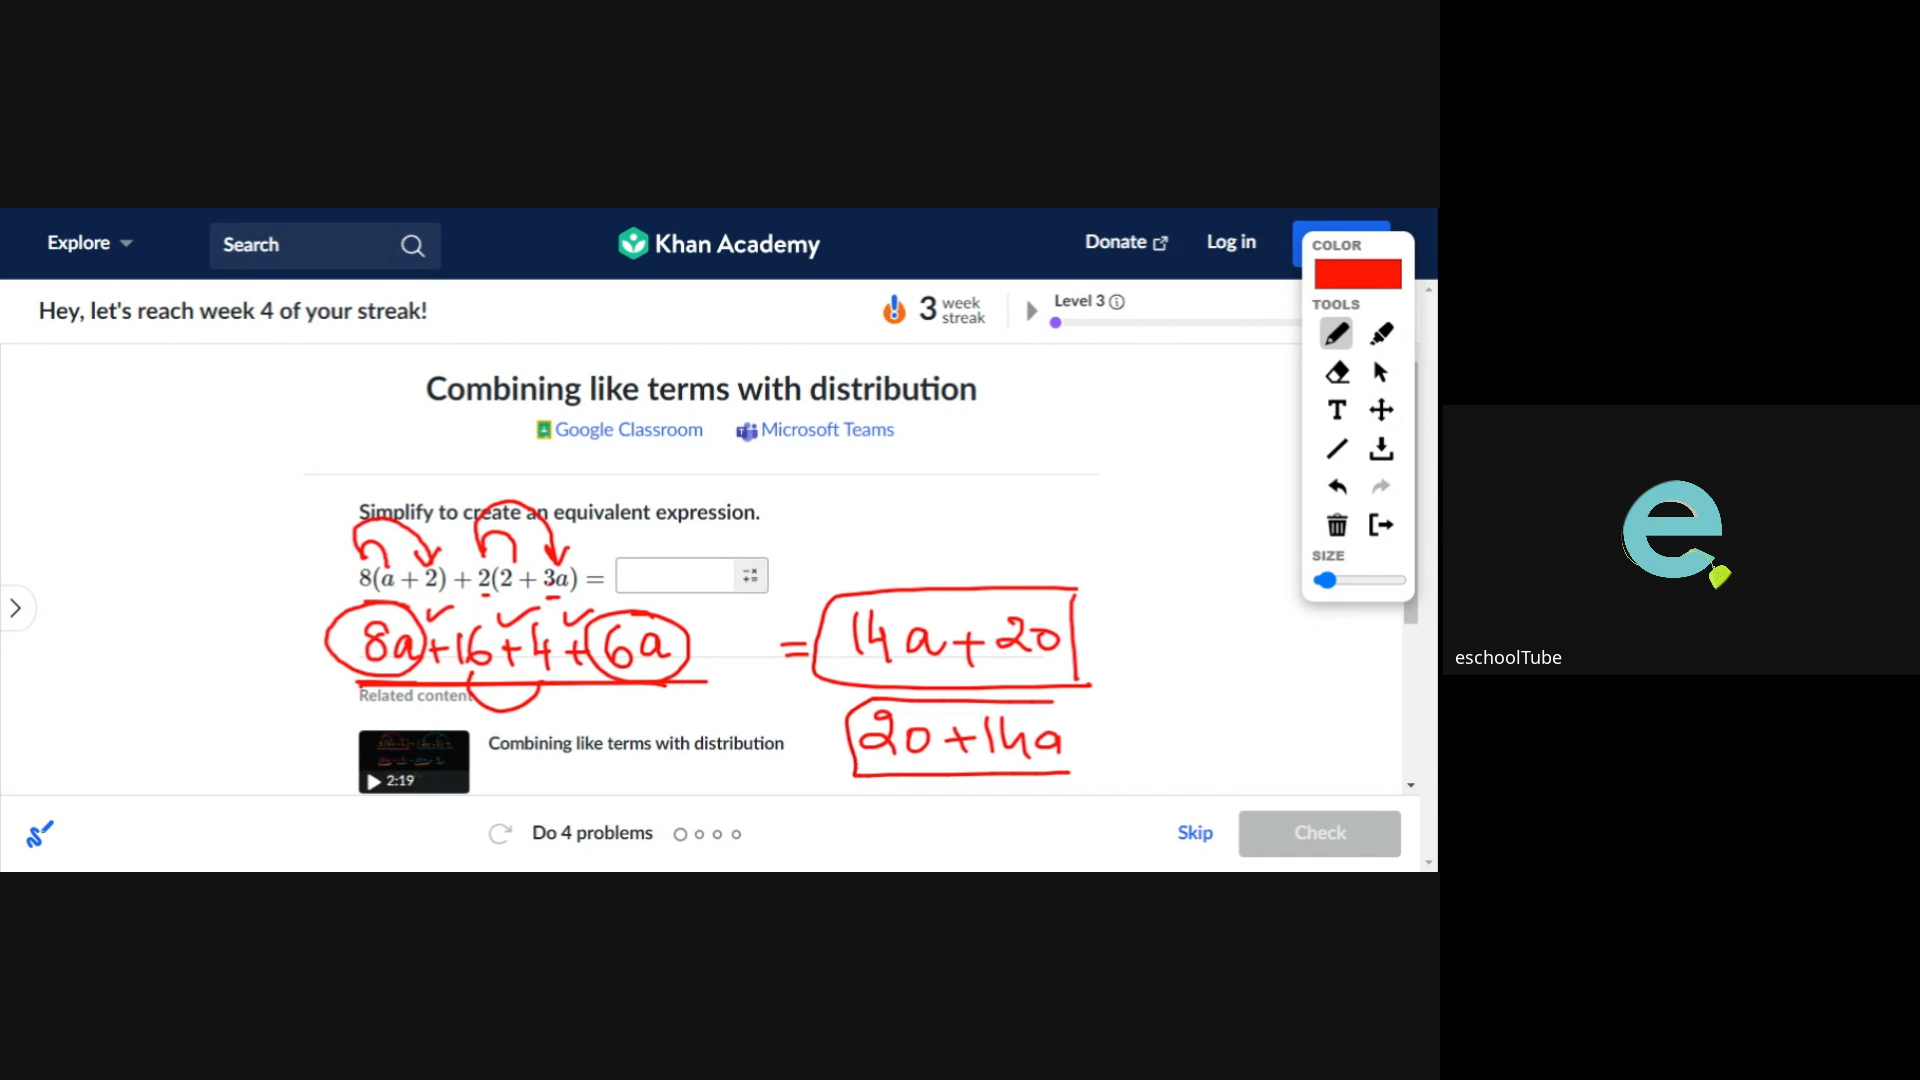 Explore
Search
Khan Academy
Donate
Log in
COLOR
Hey, let's reach week 4 of your streak!
3 week streak
Level 3
TOOLS
Combining like terms with distribution
Google Classroom
Microsoft Teams
Simplify to create an equivalent expression.
8(a + 2) + 2(2 + 3a) =
SIZE
8a+16+4+6a
= 14a+20
Related content
20+14a
Combining like terms with distribution
2:19
Do 4 problems
Skip
Check
eschoolTube